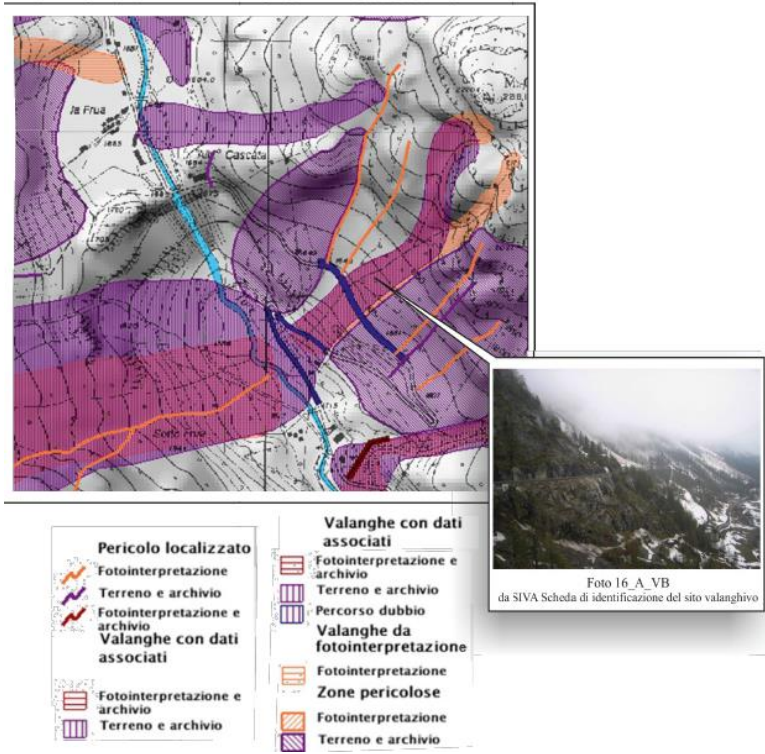 la Frua
Cascata
Sotto Frua
Foto 16_A_VB
da SIVA Scheda di identificazione del sito valanghivo
Pericolo localizzato
Fotointerpretazione
Terreno e archivio
Fotointerpretazione e
archivio
Valanghe con dati
associati
Fotointerpretazione e
archivio
Terreno e archivio
Valanghe con dati
associati
Fotointerpretazione e
archivio
Terreno e archivio
Percorso dubbio
Valanghe da
fotointerpretazione
Fotointerpretazione
Zone pericolose
Fotointerpretazione
Terreno e archivio